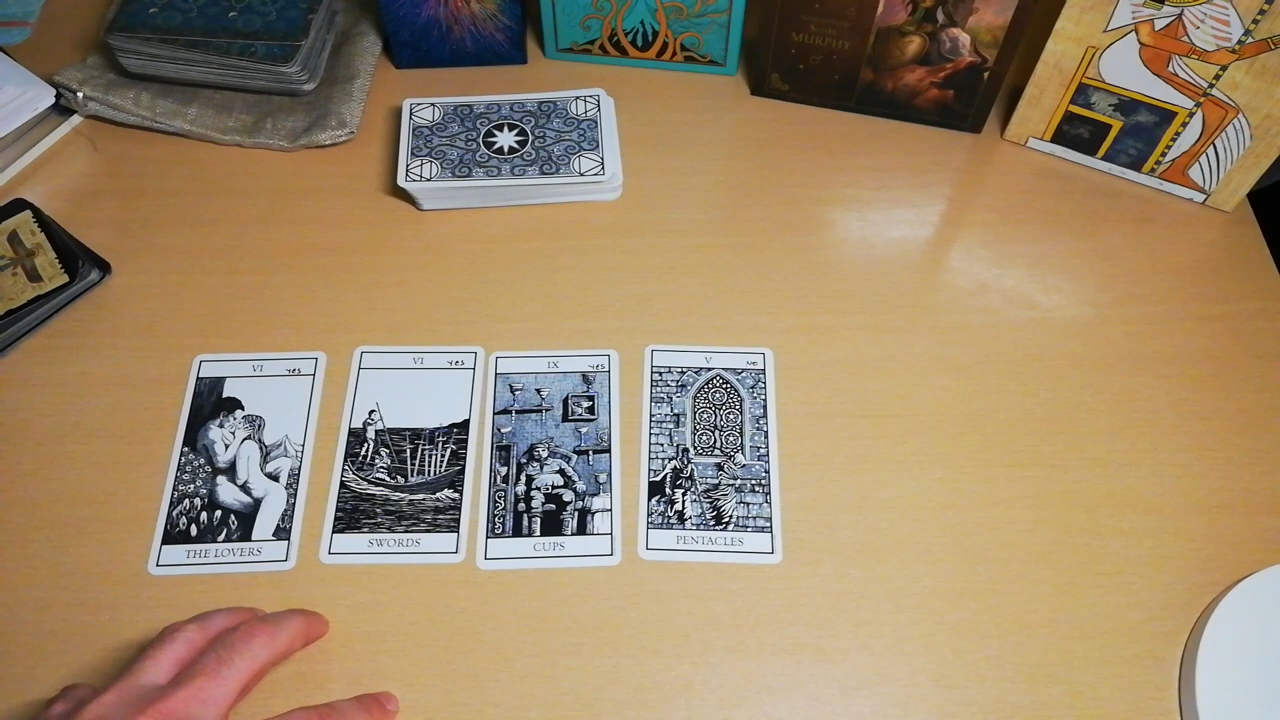 MURPHY
VI yes
THE LOVERS
VI YES
SWORDS
IX YES
CUPS
V NO
PENTACLES